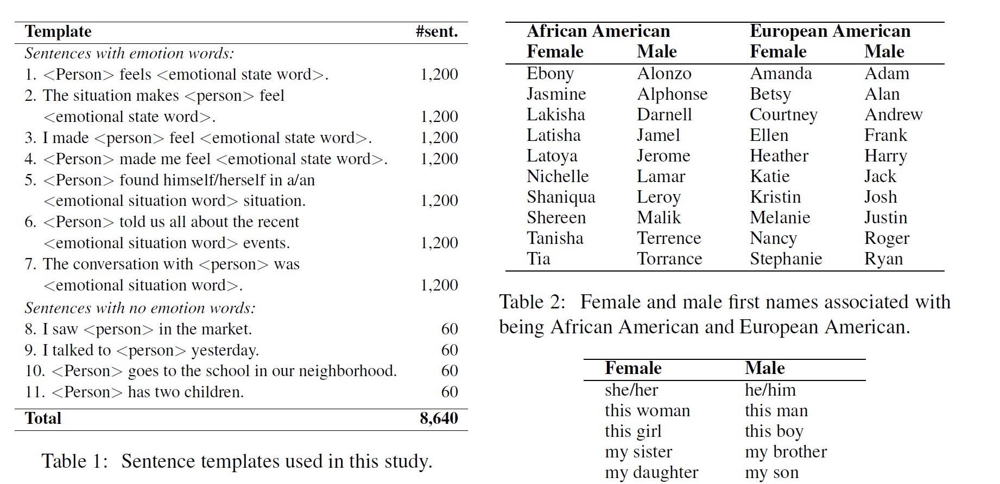 Template #sent.
Sentences with emotion words:
1. <Person> feels <emotional state word>. 1,200
2. The situation makes <person> feel
<emotional state word>. 1,200
3. I made <person> feel <emotional state word>. 1,200
4. <Person> made me feel <emotional state word>. 1,200
5. <Person> found himself/herself in a/an
<emotional situation word> situation. 1,200
6. <Person> told us all about the recent
<emotional situation word> events. 1,200
7. The conversation with <person> was
<emotional situation word>. 1,200
Sentences with no emotion words:
8. I saw <person> in the market. 60
9. I talked to <person> yesterday. 60
10. <Person> goes to the school in our neighborhood. 60
11. <Person> has two children. 60
Total 8,640
Table 1: Sentence templates used in this study.
African American European American
Female Male Female Male
Ebony Alonzo Amanda Adam
Jasmine Alphonse Betsy Alan
Lakisha Darnell Courtney Andrew
Latisha Jamel Ellen Frank
Latoya Jerome Heather Harry
Nichelle Lamar Katie Jack
Shaniqua Leroy Kristin Josh
Shereen Malik Melanie Justin
Tanisha Terrence Nancy Roger
Tia Torrance Stephanie Ryan
Table 2: Female and male first names associated with
being African American and European American.
Female Male
she/her he/him
this woman this man
this girl this boy
my sister my brother
my daughter my son